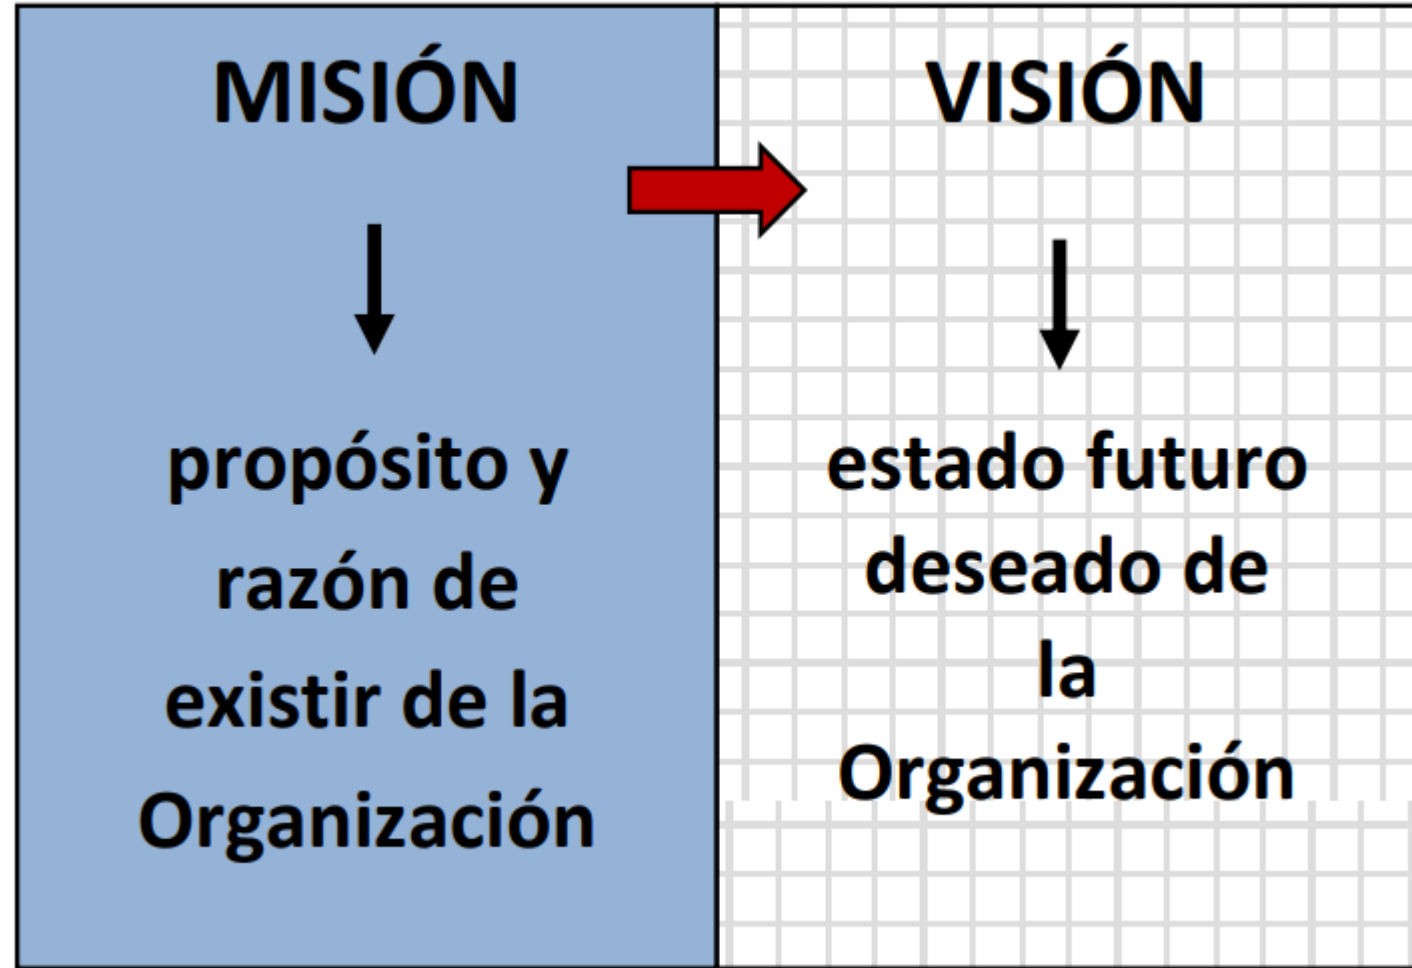 MISIÓN
propósito y
razón de
existir de la
Organización
VISIÓN
estado futuro
deseado de
la
Organización